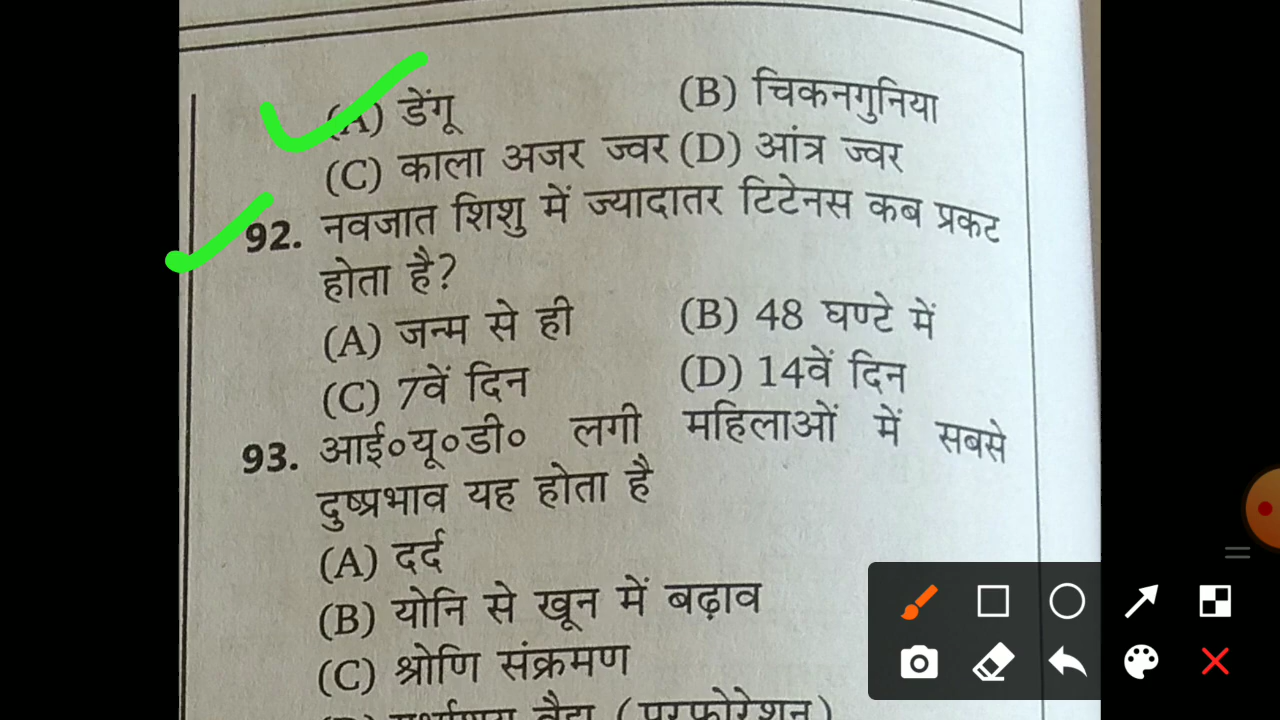 (A) डेंगू (B) चिकनगुनिया
(C) काला अजर ज्वर (D) आंत्र ज्वर
92. नवजात शिशु में ज्यादातर टिटेनस कब प्रकट
होता है?
(A) जन्म से ही (B) 48 घण्टे में
(C) 7वें दिन (D) 14वें दिन
93. आई०यू०डी० लगी महिलाओं में सबसे
दुष्प्रभाव यह होता है
(A) दर्द
(B) योनि से खून में बढ़ाव
(C) श्रोणि संक्रमण